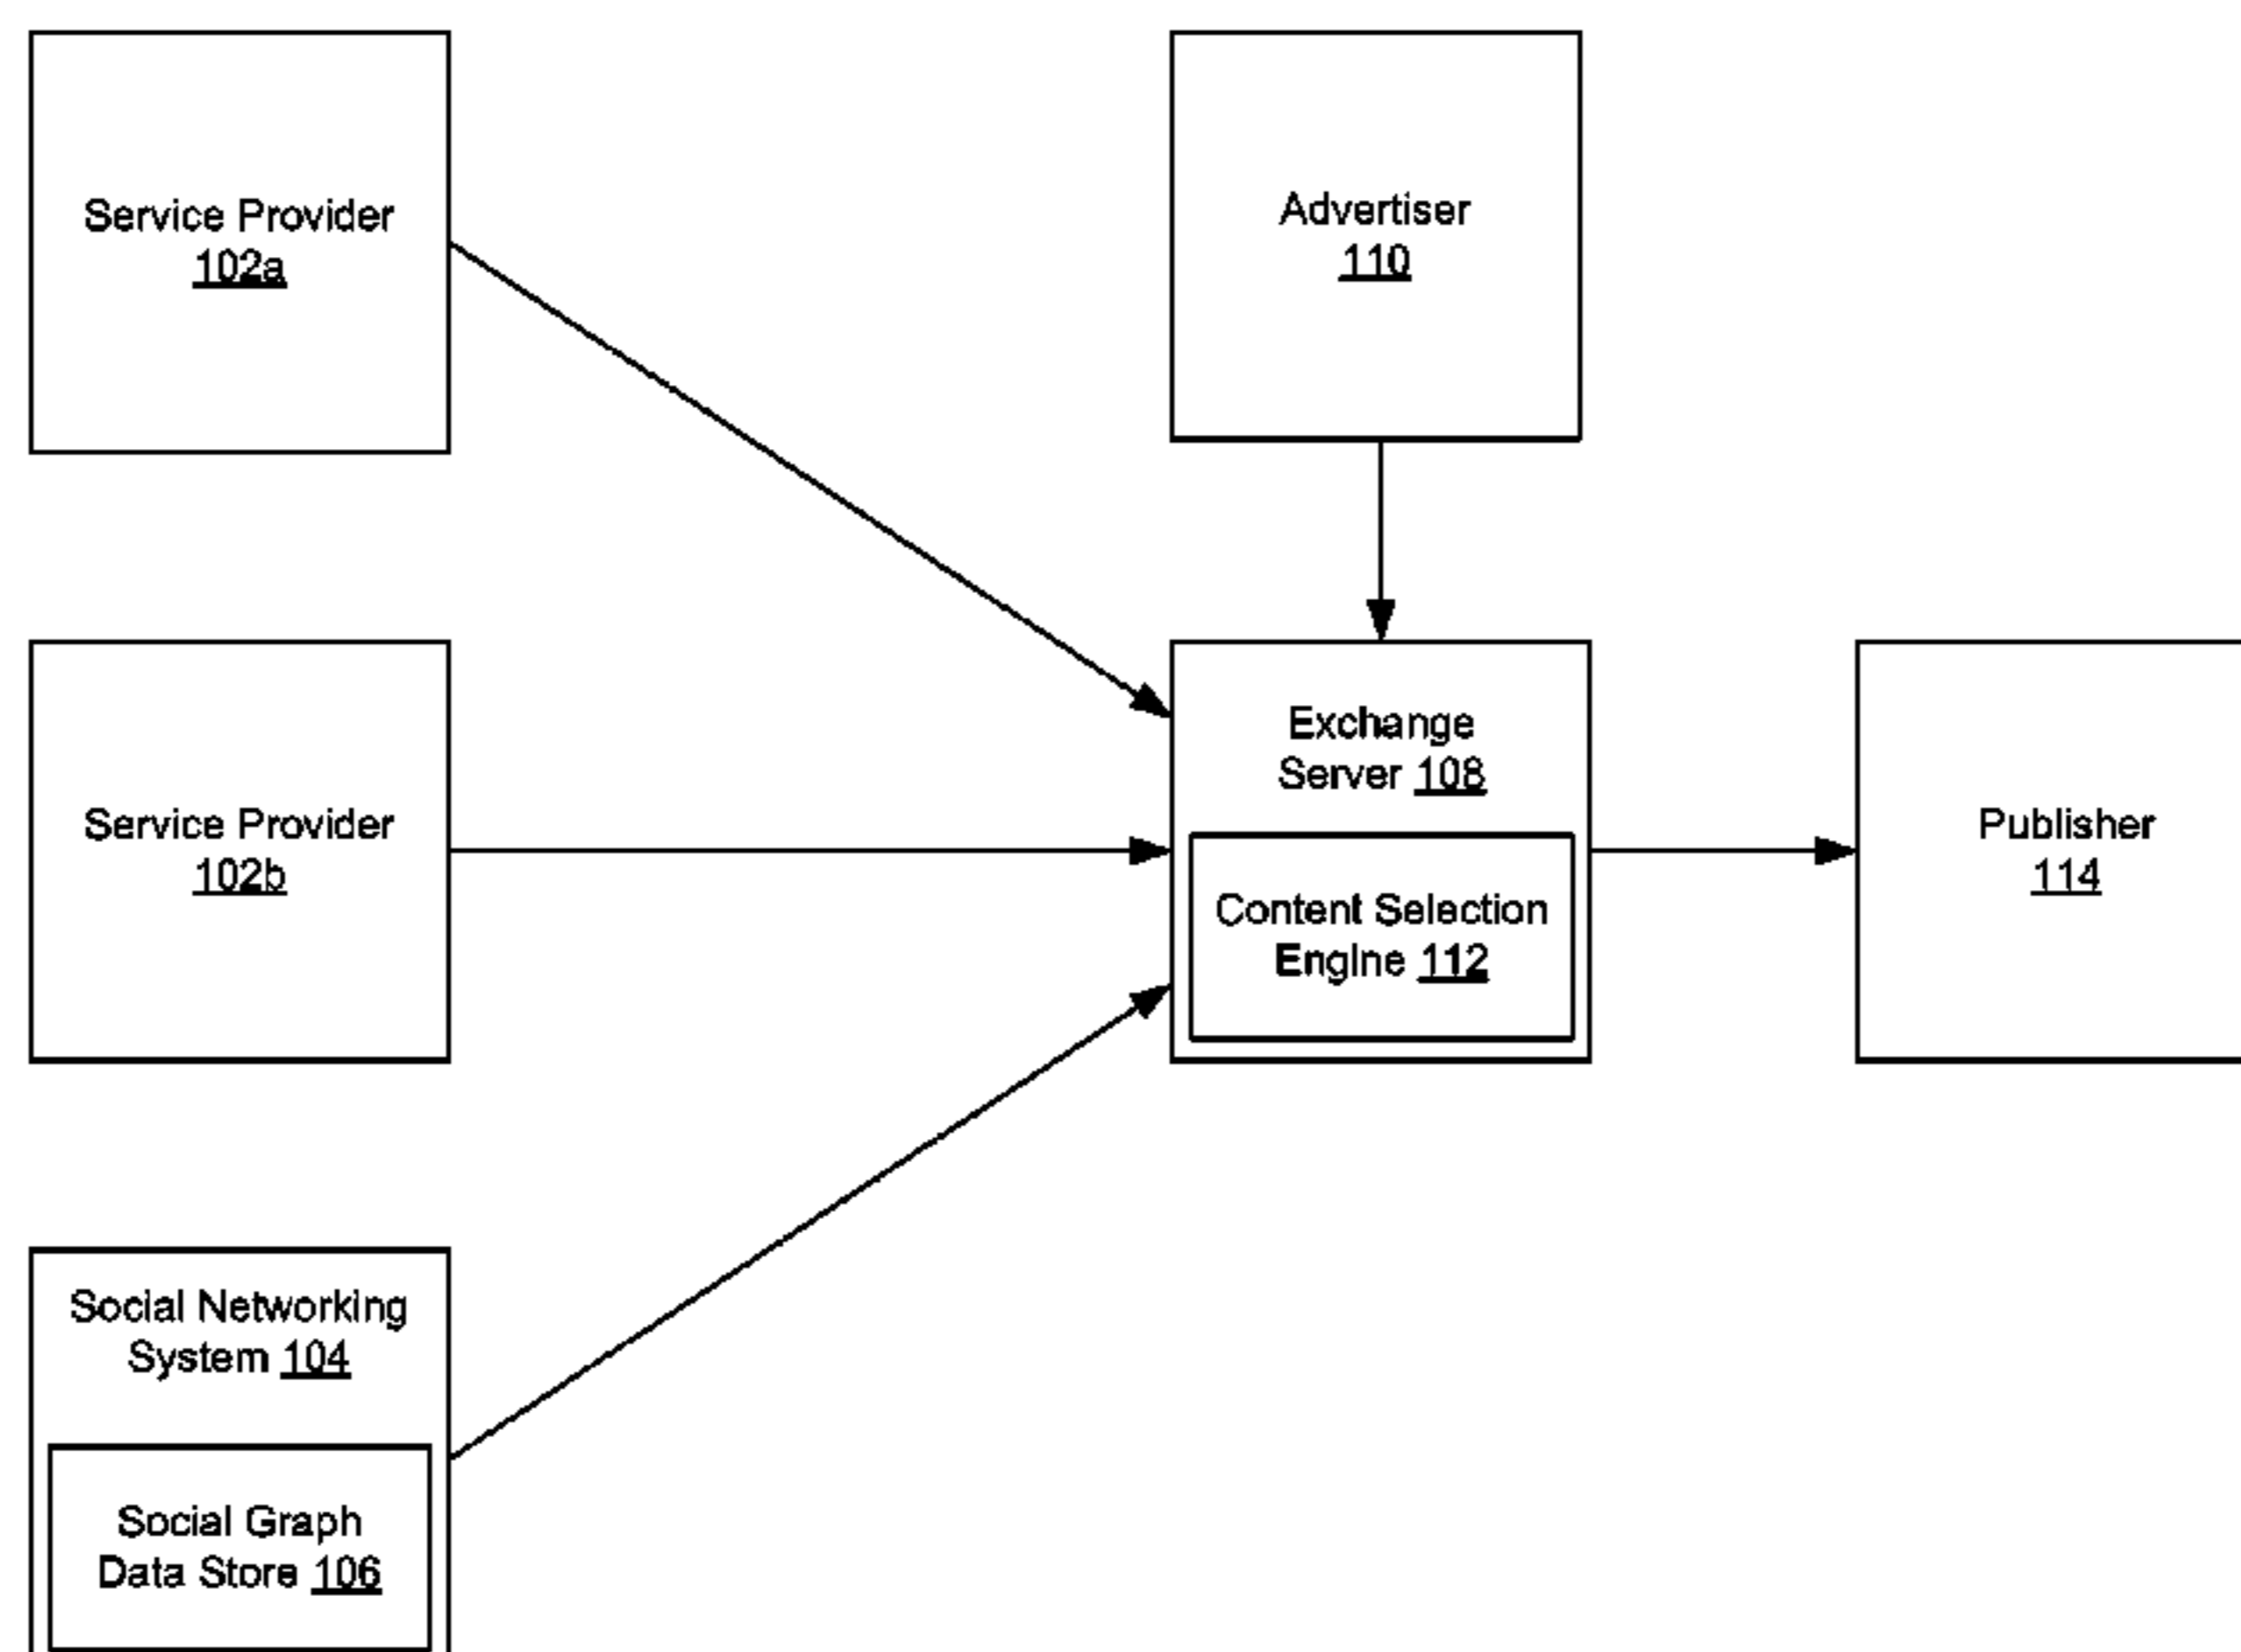 Service Provider
102a
Advertiser
110
Service Provider
102b
Exchange
Server 108
Content Selection
Engine 112
Publisher
114
Social Networking
System 104
Social Graph
Data Store 106